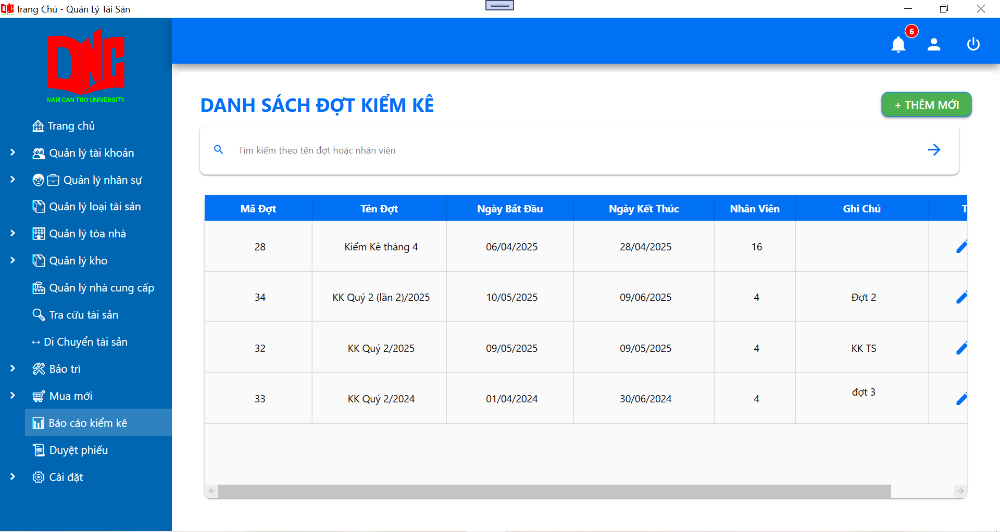 Trang Chủ - Quản Lý Tài Sản
DNC
NAM CAN THO UNIVERSITY
6
Trang chủ
Quản lý tài khoản
Quản lý nhân sự
Quản lý loại tài sản
Quản lý tòa nhà
Quản lý kho
Quản lý nhà cung cấp
Tra cứu tài sản
Di Chuyển tài sản
Bảo trì
Mua mới
Báo cáo kiểm kê
Duyệt phiếu
Cài đặt
DANH SÁCH ĐỢT KIỂM KÊ
+ THÊM MỚI
Tìm kiếm theo tên đợt hoặc nhân viên
Mã Đợt Tên Đợt Ngày Bắt Đầu Ngày Kết Thúc Nhân Viên Ghi Chú T
28 Kiểm Kê tháng 4 06/04/2025 28/04/2025 16
34 KK Quý 2 (lần 2)/2025 10/05/2025 09/06/2025 4 Đợt 2
32 KK Quý 2/2025 09/05/2025 09/05/2025 4 KK TS
33 KK Quý 2/2024 01/04/2024 30/06/2024 4 đợt 3